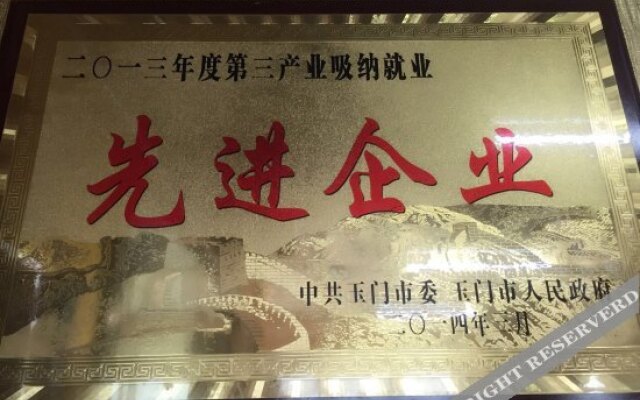 二〇一三年度第三产业吸纳就业
先进企业
中共玉门市委 玉门市人民政府
二〇一四年三月
RIGHT RESERVERD